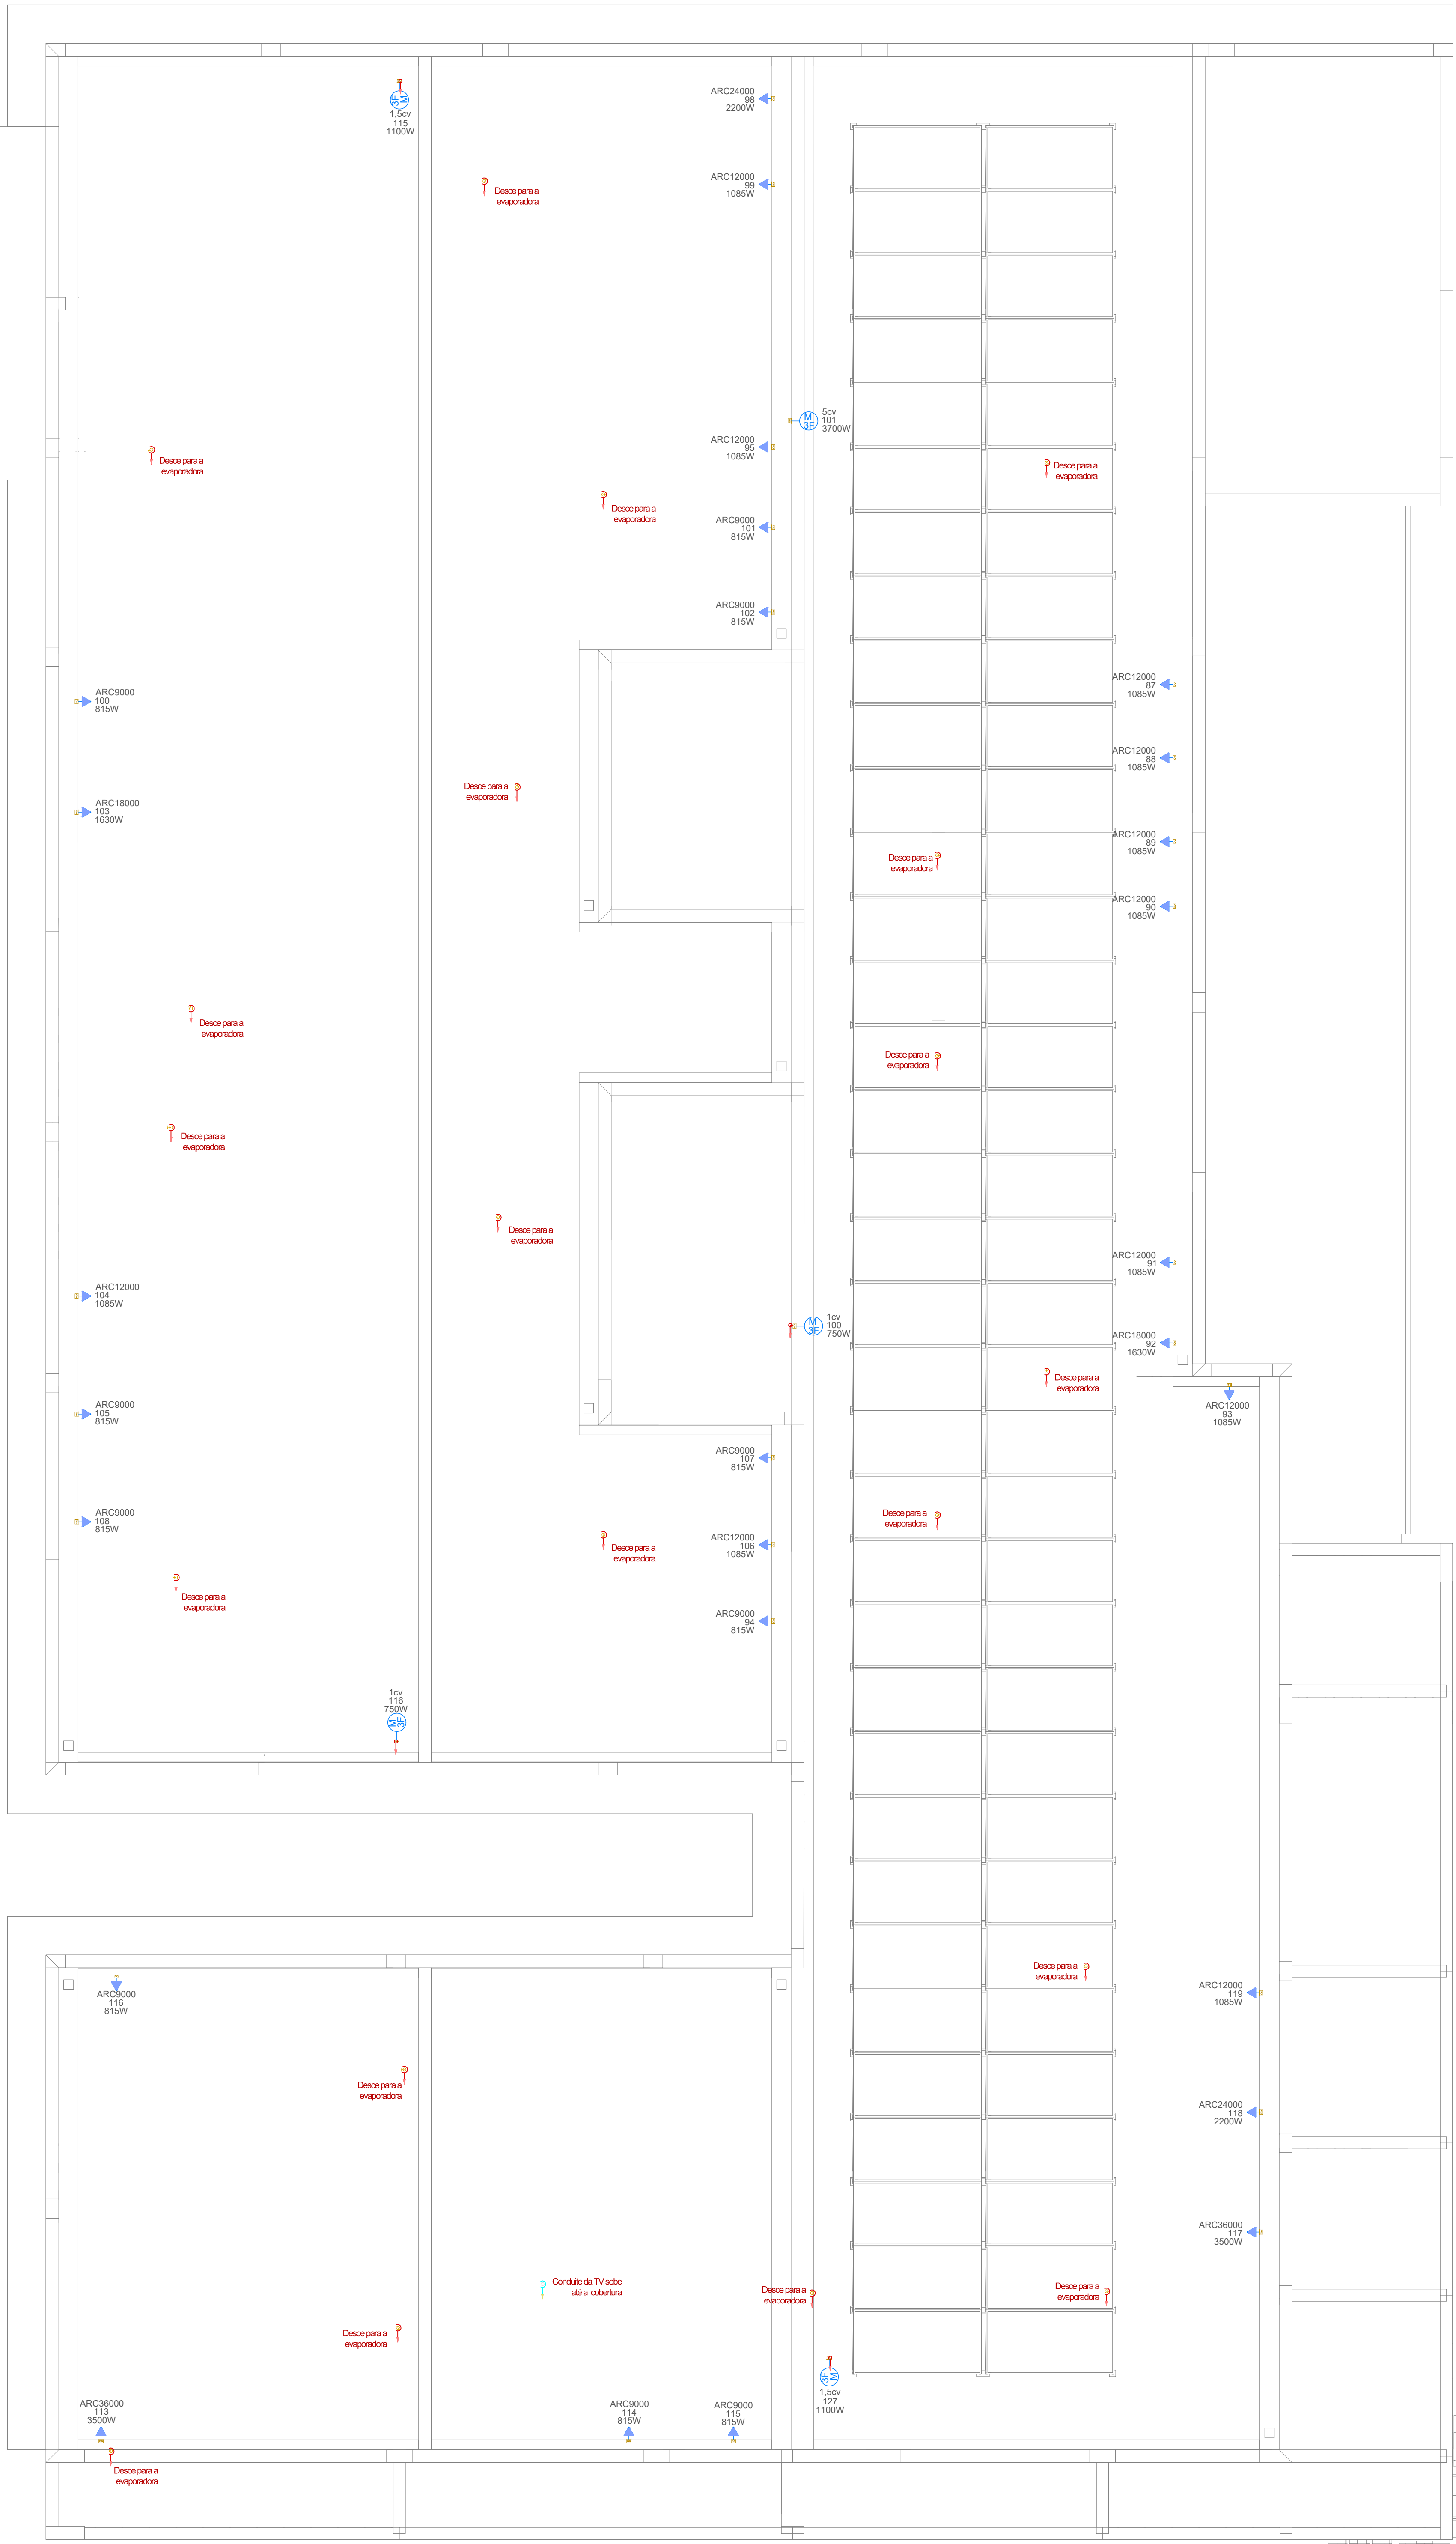 ARC24000
98
2200W
3F
M
1,5cv
115
1100W
ARC12000
99
1085W
Desce para a
evaporadora
M
3F
5cv
101
3700W
ARC12000
95
1085W
Desce para a
evaporadora
Desce para a
evaporadora
Desce para a
evaporadora
ARC9000
101
815W
ARC9000
102
815W
ARC12000
87
1085W
ARC9000
100
815W
ARC12000
88
1085W
Desce para a
evaporadora
ARC18000
103
1630W
ARC12000
89
1085W
Desce para a
evaporadora
ARC12000
90
1085W
Desce para a
evaporadora
Desce para a
evaporadora
Desce para a
evaporadora
Desce para a
evaporadora
ARC12000
91
1085W
ARC12000
104
1085W
M
3F
1cv
100
750W
ARC18000
92
1630W
Desce para a
evaporadora
ARC12000
93
1085W
ARC9000
105
815W
ARC9000
107
815W
ARC9000
108
815W
Desce para a
evaporadora
ARC12000
106
1085W
Desce para a
evaporadora
Desce para a
evaporadora
ARC9000
94
815W
1cv
116
750W
M
3F
Desce para a
evaporadora
ARC9000
116
815W
ARC12000
119
1085W
Desce para a
evaporadora
ARC24000
118
2200W
ARC36000
117
3500W
Conduite da TV sobe
até a cobertura
Desce para a
evaporadora
Desce para a
evaporadora
Desce para a
evaporadora
3F
M
1,5cv
127
1100W
ARC36000
113
3500W
ARC9000
114
815W
ARC9000
115
815W
Desce para a
evaporadora